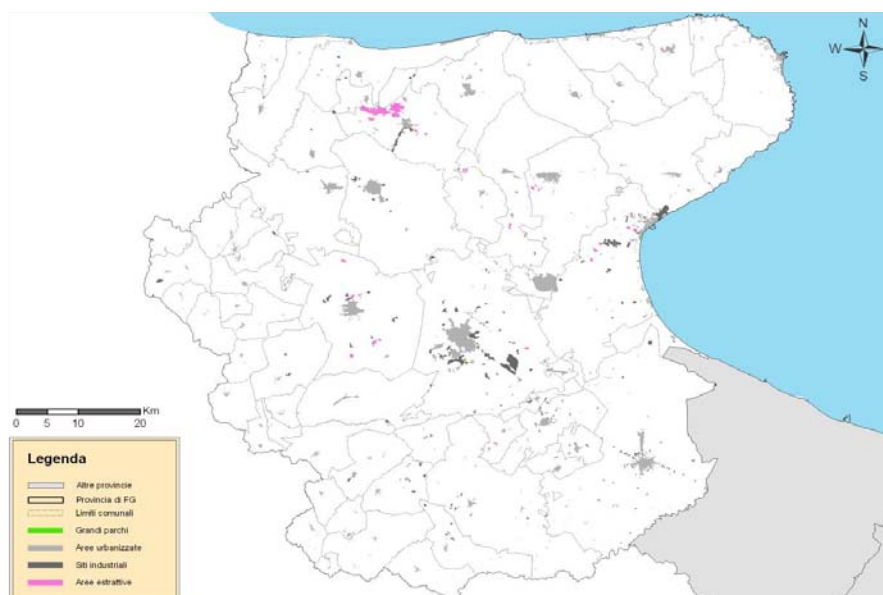 N
W E
S
Km
0 5 10 20
Legenda
Altre provincie
Provincia di FG
Limiti comunali
Grandi parchi
Aree urbanizzate
Siti industriali
Aree estrattive